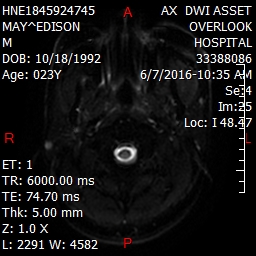 HNE1845924745
MAY^EDISON
M
DOB: 10/18/1992
Age: 023Y
AX DWI ASSET
OVERLOOK
HOSPITAL
33388086
6/7/2016-10:35 AM
Se:4
Im:25
Loc: I 48.47
A
R
L
P
ET: 1
TR: 6000.00 ms
TE: 74.70 ms
Thk: 5.00 mm
Z: 1.0 X
L: 2291 W: 4582